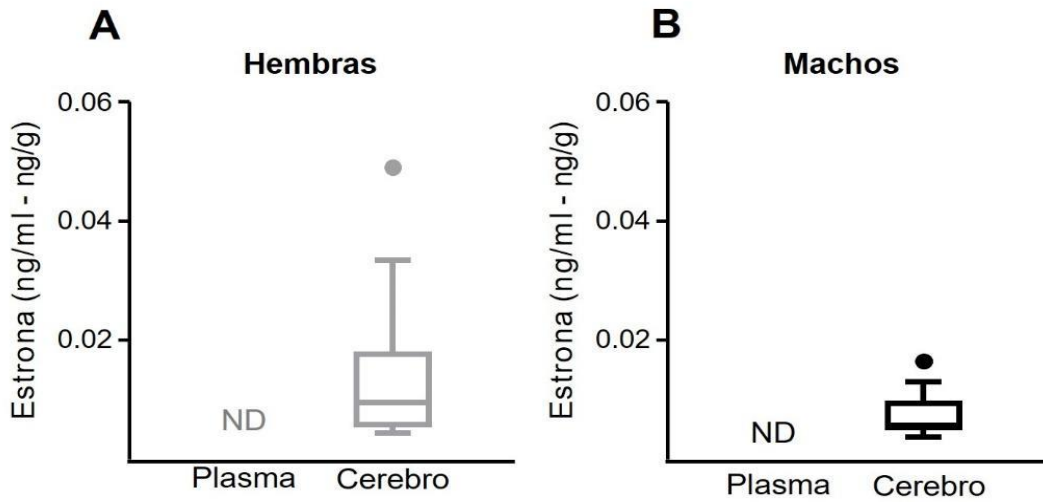 A
Hembras
Estrona (ng/ml - ng/g)
0.06
0.04
0.02
ND
Plasma
Cerebro
B
Machos
Estrona (ng/ml - ng/g)
0.06
0.04
0.02
ND
Plasma
Cerebro